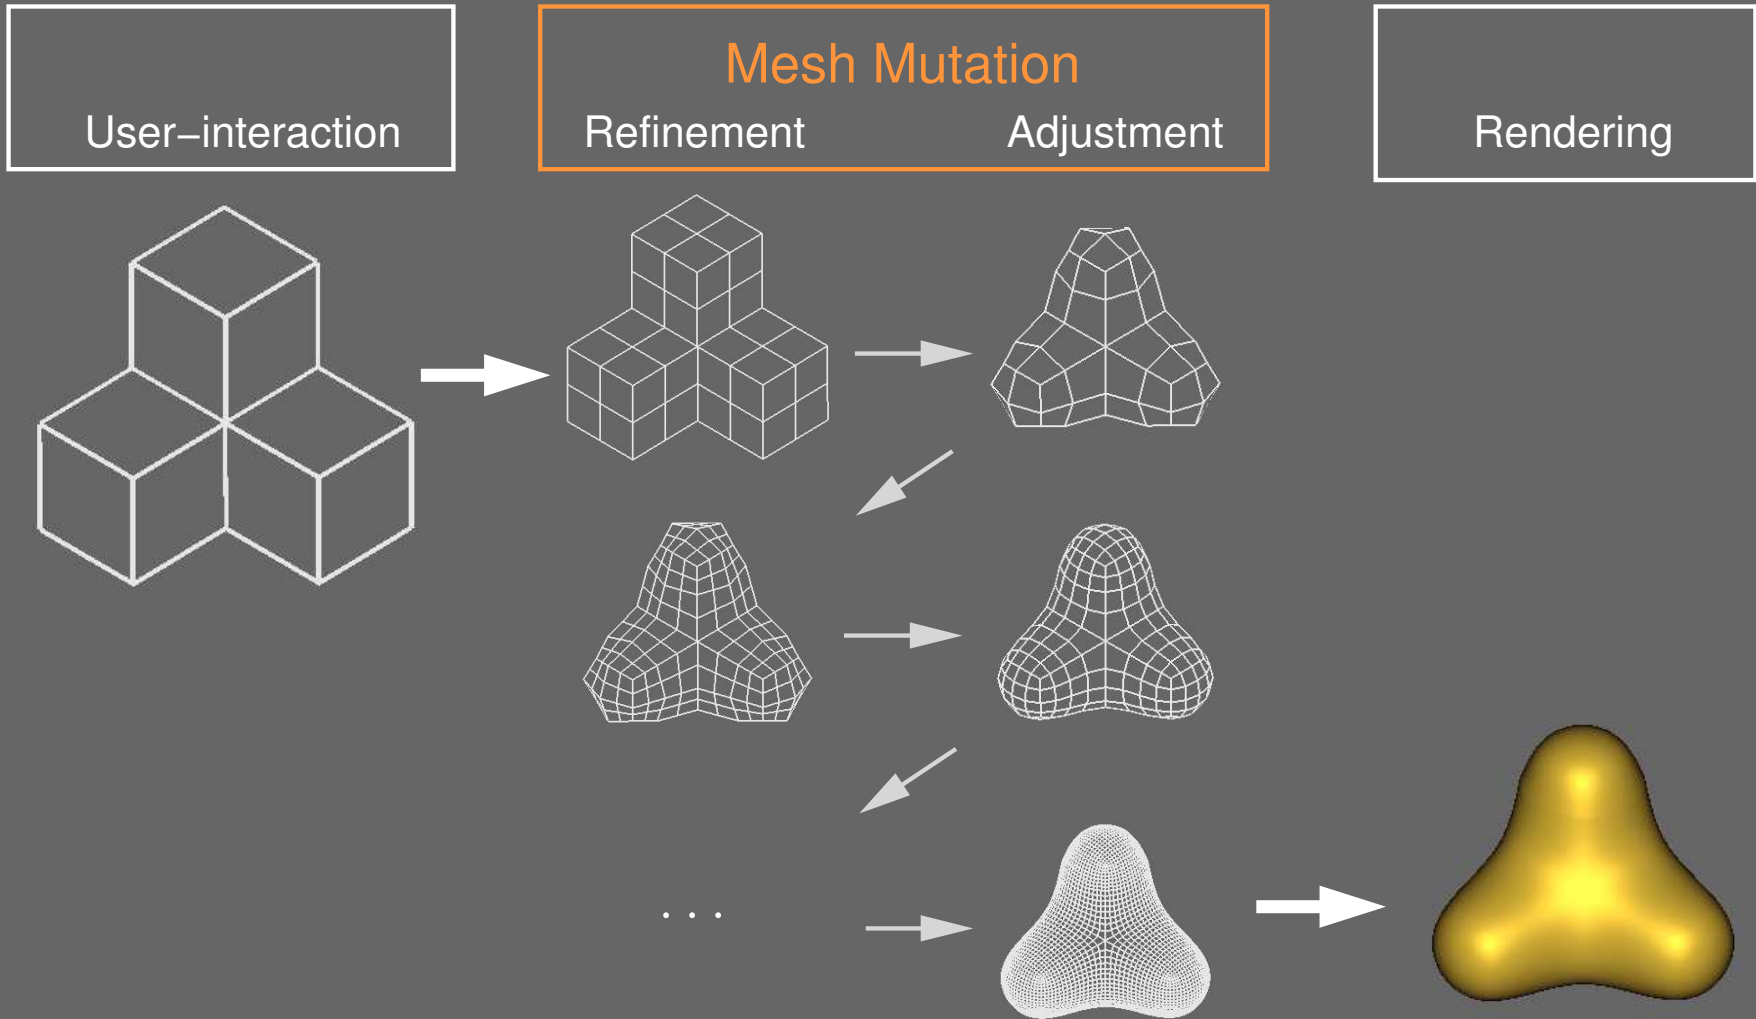 User−interaction
Mesh Mutation
Refinement Adjustment
Rendering
. . .